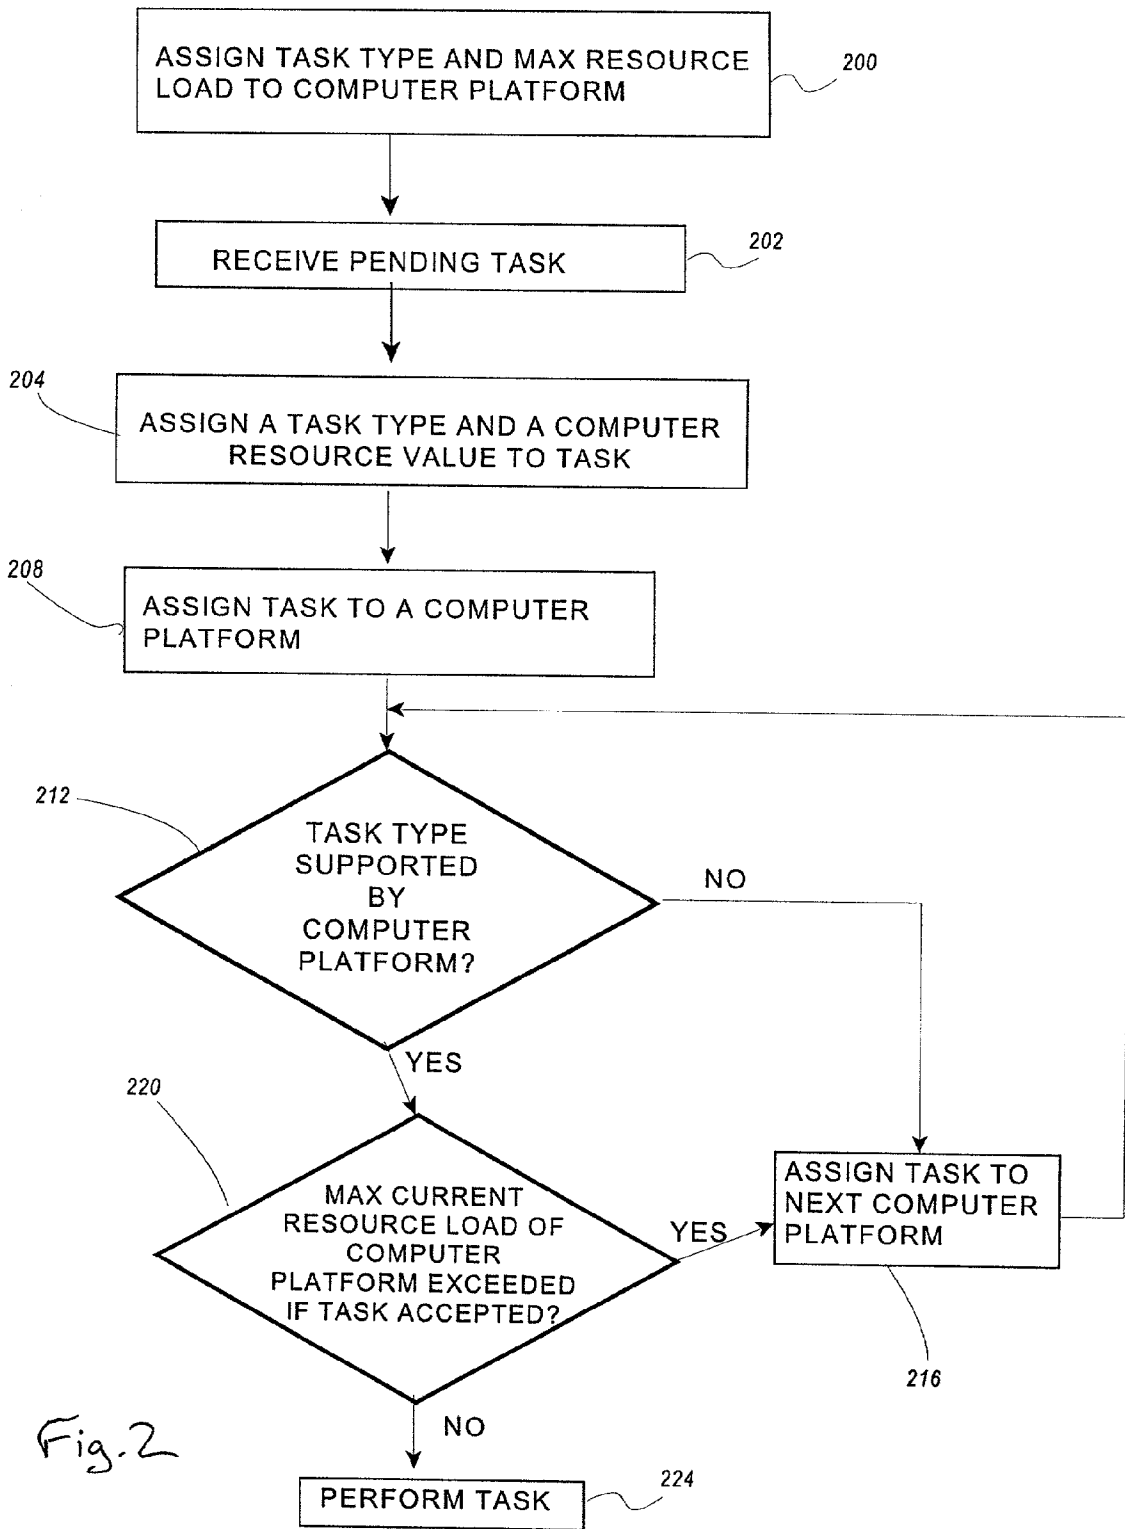 ASSIGN TASK TYPE AND MAX RESOURCE
LOAD TO COMPUTER PLATFORM
200
RECEIVE PENDING TASK
202
204
ASSIGN A TASK TYPE AND A COMPUTER
RESOURCE VALUE TO TASK
208
ASSIGN TASK TO A COMPUTER
PLATFORM
212
TASK TYPE
SUPPORTED
BY
COMPUTER
PLATFORM?
NO
YES
220
MAX CURRENT
RESOURCE LOAD OF
COMPUTER
PLATFORM EXCEEDED
IF TASK ACCEPTED?
YES
ASSIGN TASK TO
NEXT COMPUTER
PLATFORM
216
NO
Fig. 2
PERFORM TASK
224